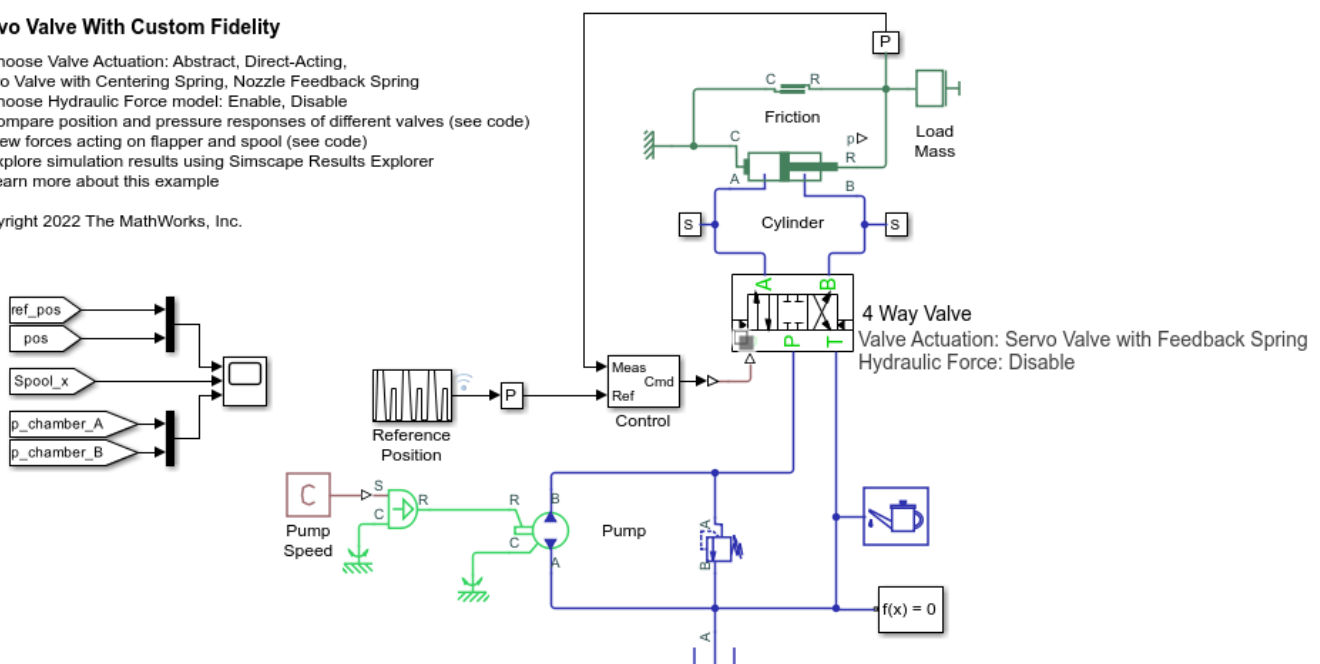 vo Valve With Custom Fidelity
hoose Valve Actuation: Abstract, Direct-Acting,
o Valve with Centering Spring, Nozzle Feedback Spring
hoose Hydraulic Force model: Enable, Disable
ompare position and pressure responses of different valves (see code)
ew forces acting on flapper and spool (see code)
xplore simulation results using Simscape Results Explorer
earn more about this example
yright 2022 The MathWorks, Inc.
P
C R
Friction
Load
Mass
C
p
R
A
B
S
Cylinder
S
A B
4 Way Valve
Valve Actuation: Servo Valve with Feedback Spring
Hydraulic Force: Disable
P T
ref_pos
pos
Spool_x
p_chamber_A
p_chamber_B
Reference
Position
P
Meas
Cmd
Ref
Control
C
Pump
Speed
S
R
C
R
B
C
A
Pump
A
B
f(x) = 0
A